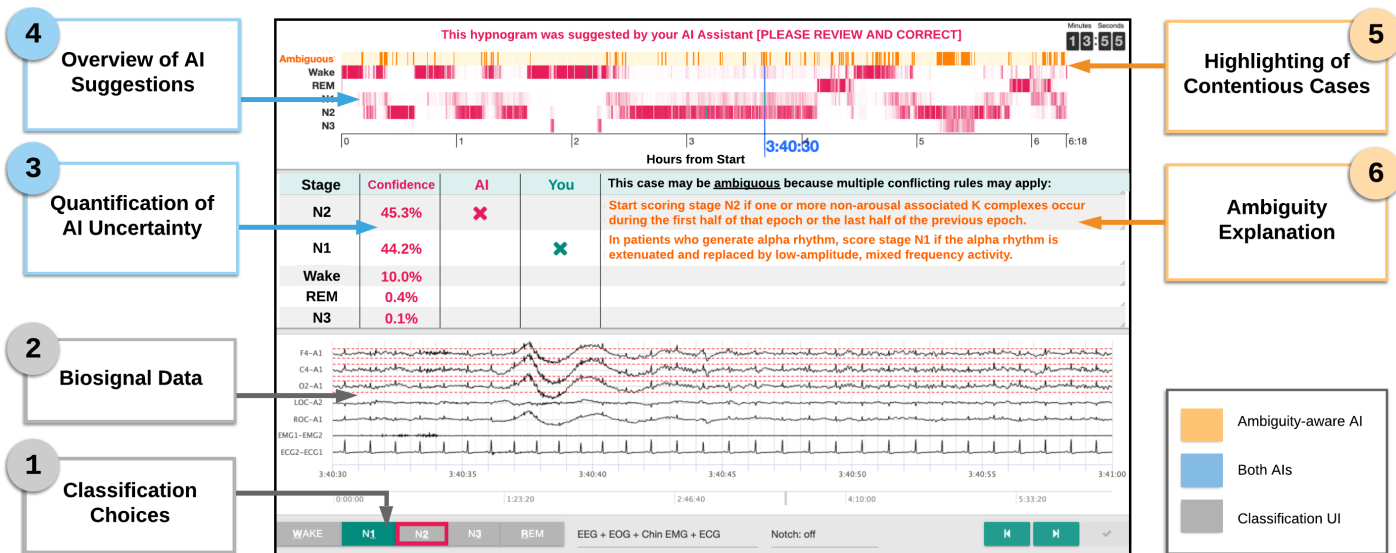 4
Overview of AI
Suggestions
3
Quantification of
AI Uncertainty
2
Biosignal Data
1
Classification
Choices
This hypnogram was suggested by your AI Assistant [PLEASE REVIEW AND CORRECT]
Minutes Seconds
13:55
Ambiguous
Wake
REM
N1
N2
N3
0 1 2 3 4 5 6 6:18
3:40:30
Hours from Start
Stage Confidence AI You This case may be ambiguous because multiple conflicting rules may apply:
N2 45.3% ✖ Start scoring stage N2 if one or more non-arousal associated K complexes occur
during the first half of that epoch or the last half of the previous epoch.
N1 44.2% ✖ In patients who generate alpha rhythm, score stage N1 if the alpha rhythm is
extenuated and replaced by low-amplitude, mixed frequency activity.
Wake 10.0%
REM 0.4%
N3 0.1%
F4-A1
C4-A1
O2-A1
LOC-A2
ROC-A1
EMG1-EMG2
ECG2-ECG1
3:40:30 3:40:35 3:40:40 3:40:45 3:40:50 3:40:55 3:41:00
0:00:00 1:23:20 2:46:40 4:10:00 5:33:20
WAKE N1 N2 N3 REM EEG + EOG + Chin EMG + ECG Notch: off
5
Highlighting of
Contentious Cases
6
Ambiguity
Explanation
Ambiguity-aware AI
Both AIs
Classification UI